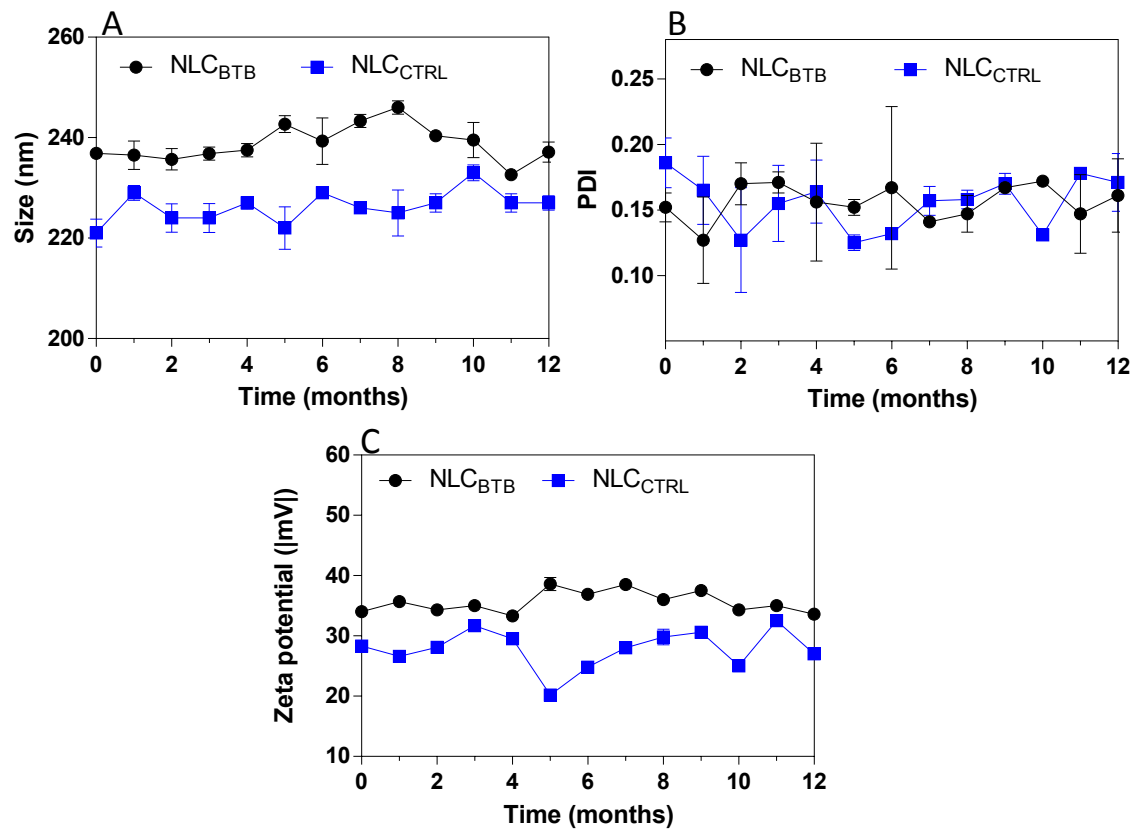 A
NLCBTB NLCCTRL
Size (nm)
260
240
220
200
0 2 4 6 8 10 12
Time (months)
B
NLCBTB NLCCTRL
PDI
0.25
0.20
0.15
0.10
0 2 4 6 8 10 12
Time (months)
C
NLCBTB NLCCTRL
Zeta potential (|mV|)
60
50
40
30
20
10
0 2 4 6 8 10 12
Time (months)